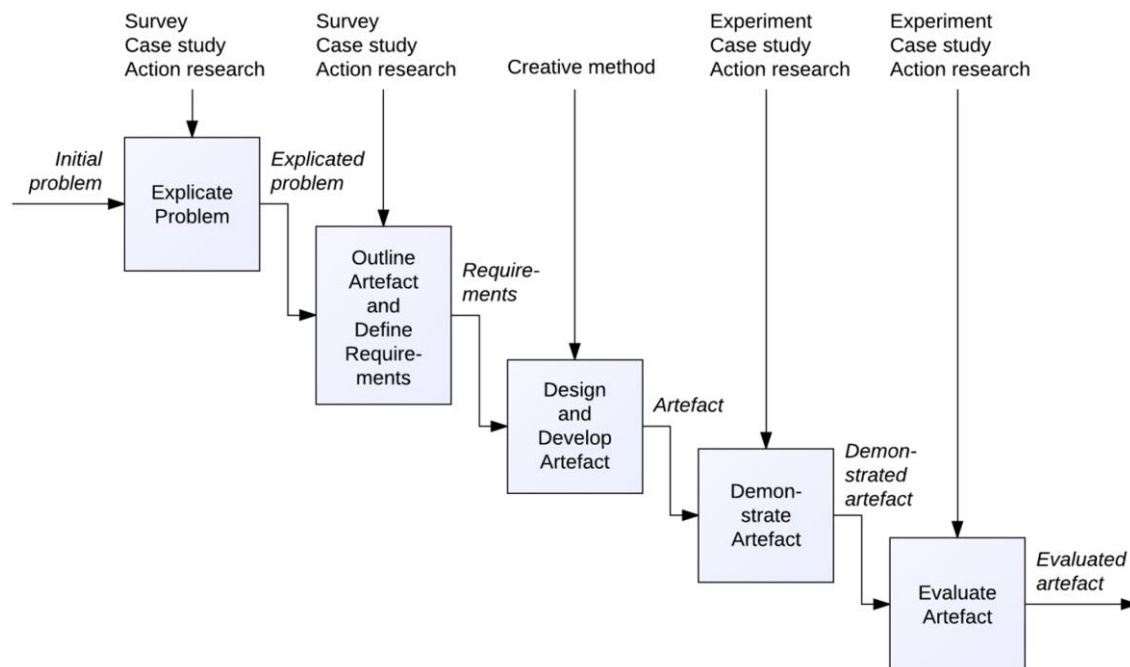 Survey
Case study
Action research
Survey
Case study
Action research
Creative method
Experiment
Case study
Action research
Experiment
Case study
Action research
Initial
problem
Explicate
Problem
Explicated
problem
Outline
Artefact
and
Define
Require-
ments
Require-
ments
Design
and
Develop
Artefact
Artefact
Demon-
strate
Artefact
Demon-
strated
artefact
Evaluate
Artefact
Evaluated
artefact